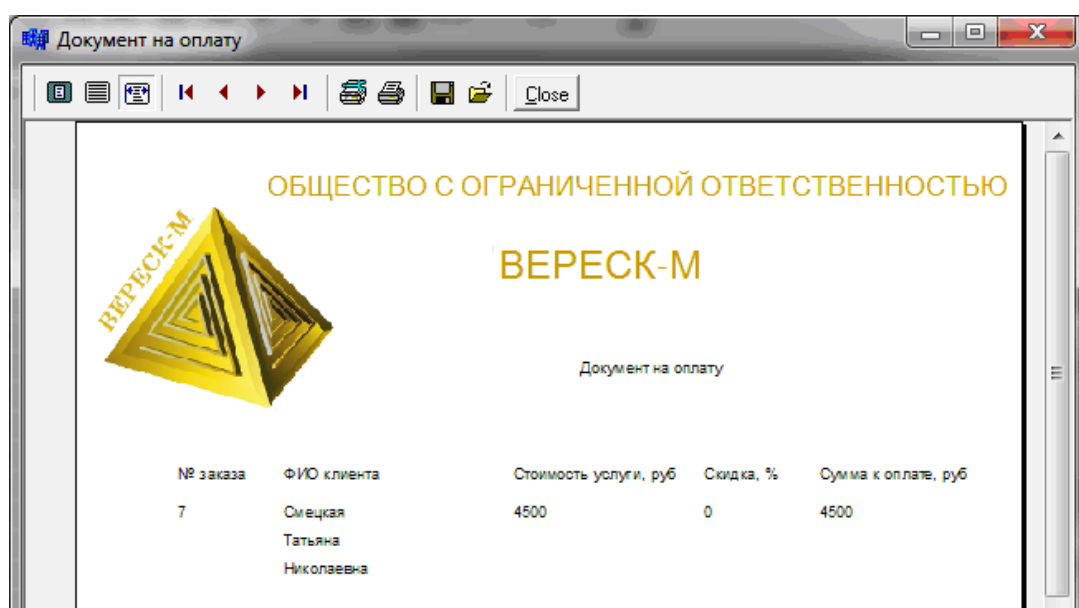 Документ на оплату
Close
ОБЩЕСТВО С ОГРАНИЧЕННОЙ ОТВЕТСТВЕННОСТЬЮ
ВЕРЕСК-М
ВЕРЕСК-М
Документ на оплату
№ заказа ФИО клиента Стоимость услуги, руб Скидка, % Сумма к оплате, руб
7 Смецкая 4500 0 4500
Татьяна
Николаевна